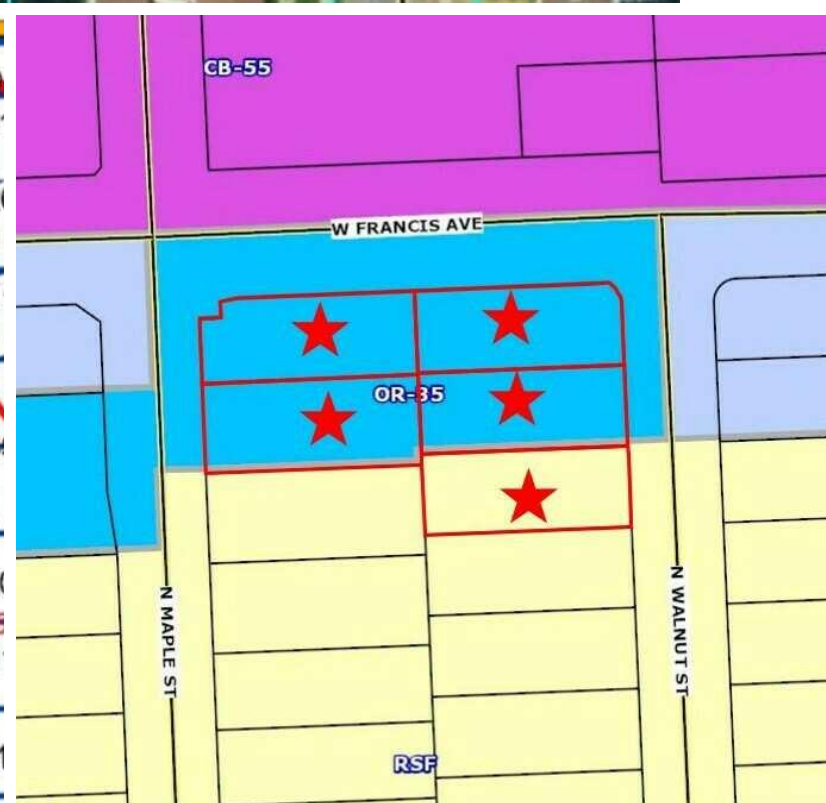 CB-55
W FRANCIS AVE
OR-35
N MAPLE ST
N WALNUT ST
RSF